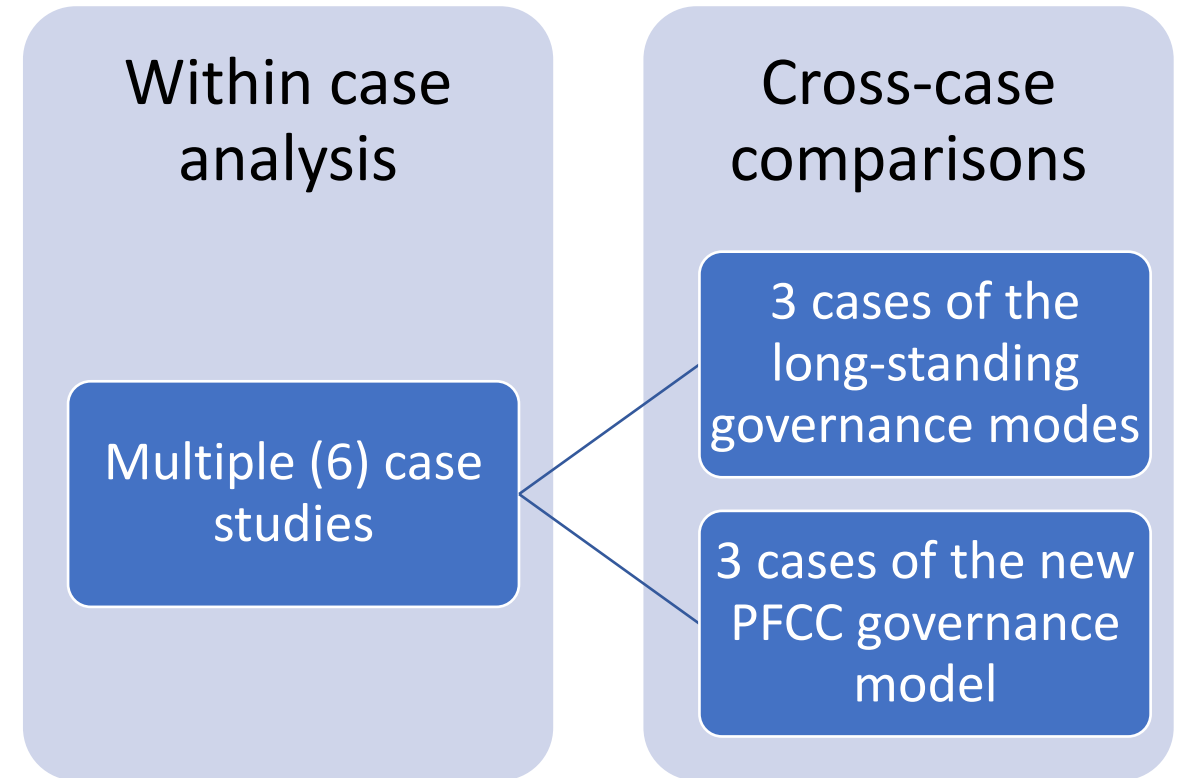 Within case
analysis
Multiple (6) case
studies
Cross-case
comparisons
3 cases of the
long-standing
governance modes
3 cases of the new
PFCC governance
model